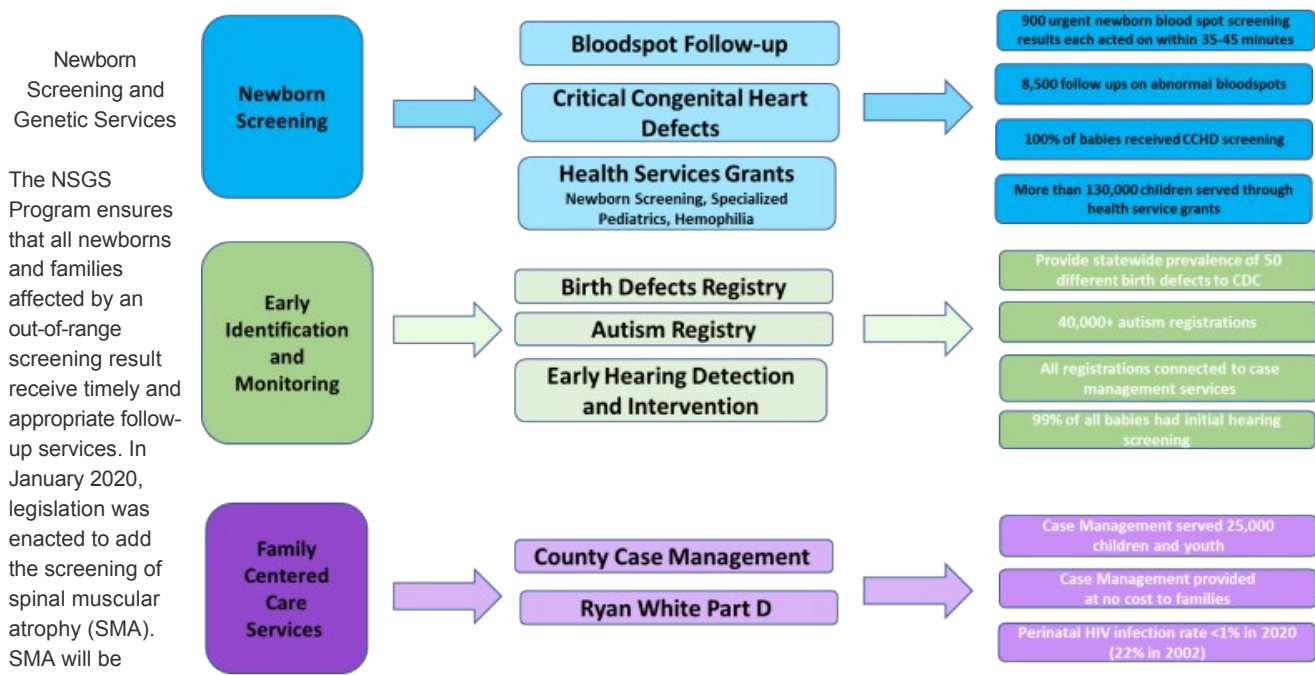 Newborn
Screening and
Genetic Services
The NSGS
Program ensures
that all newborns
and families
affected by an
out-of-range
screening result
receive timely and
appropriate follow-
up services. In
January 2020,
legislation was
enacted to add
the screening of
spinal muscular
atrophy (SMA).
SMA will be
Newborn
Screening
Bloodspot Follow-up
Critical Congenital Heart
Defects
Health Services Grants
Newborn Screening, Specialized
Pediatrics, Hemophilia
900 urgent newborn blood spot screening
results each acted on within 35-45 minutes
8,500 follow ups on abnormal bloodspots
100% of babies received CCHD screening
More than 130,000 children served through
health service grants
Early
Identification
and
Monitoring
Birth Defects Registry
Autism Registry
Early Hearing Detection
and Intervention
Provide statewide prevalence of 50
different birth defects to CDC
40,000+ autism registrations
All registrations connected to case
management services
99% of all babies had initial hearing
screening
Family
Centered
Care
Services
County Case Management
Ryan White Part D
Case Management served 25,000
children and youth
Case Management provided
at no cost to families
Perinatal HIV infection rate <1% in 2020
(22% in 2002)